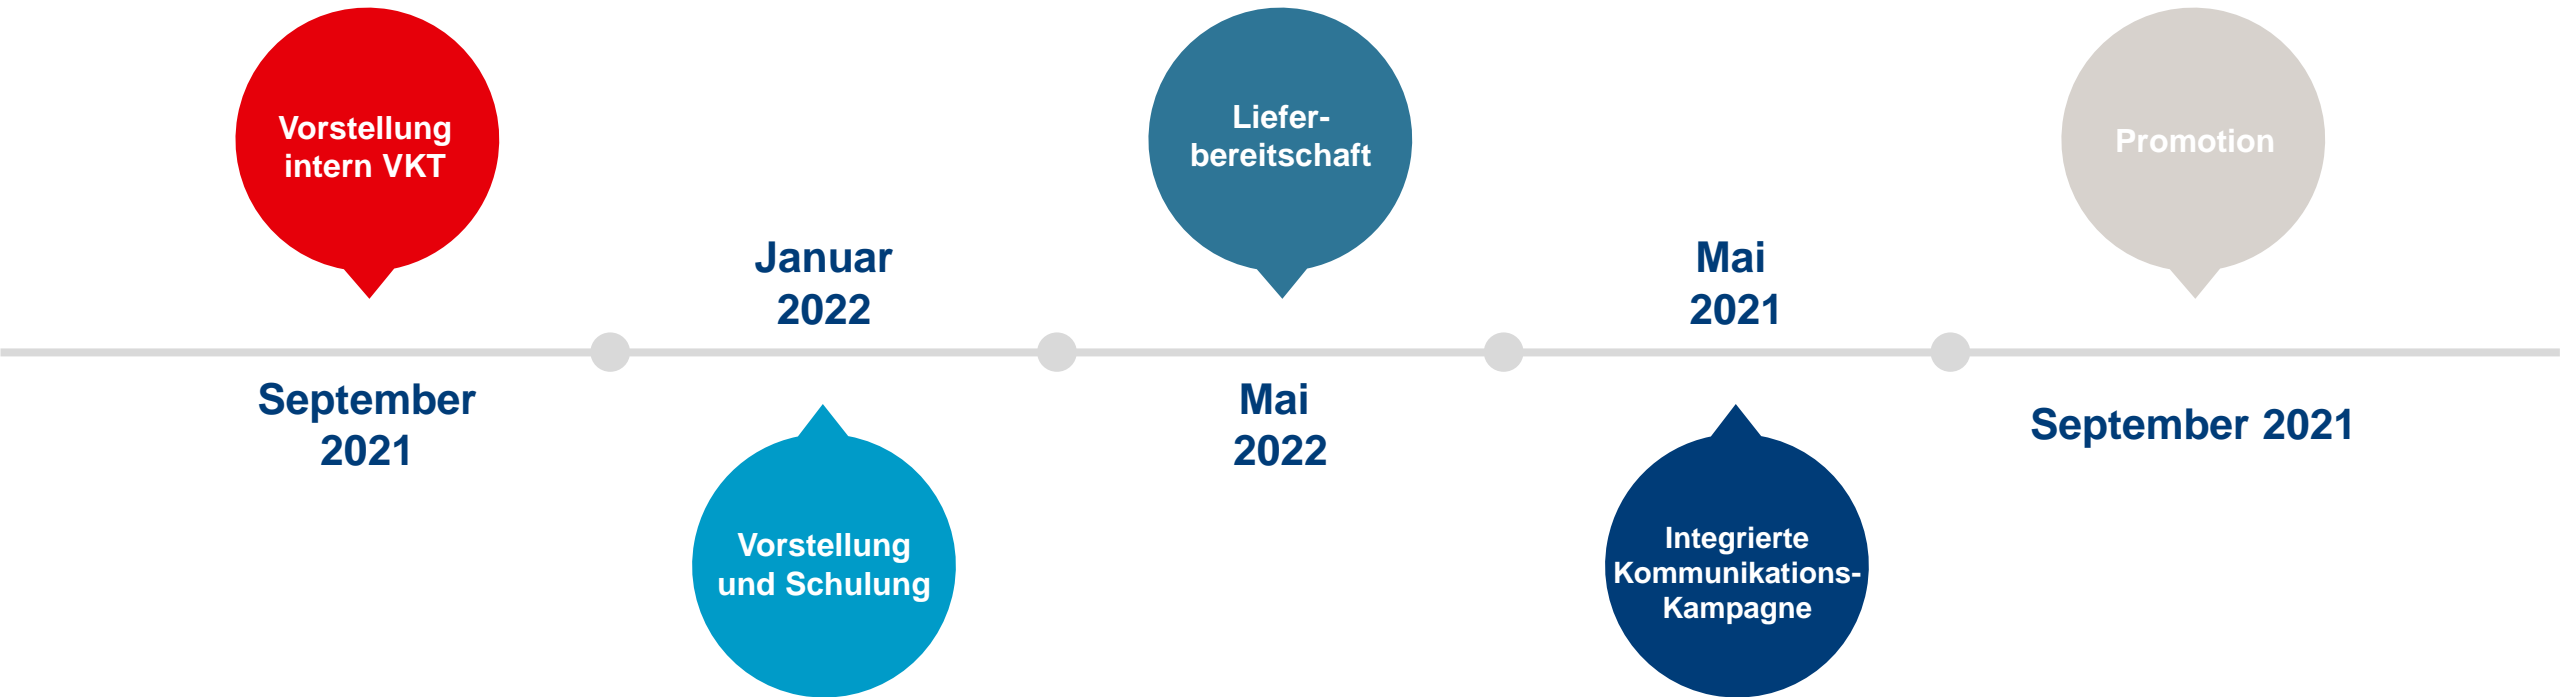 Vorstellung
intern VKT
September
2021
Januar
2022
Vorstellung
und Schulung
Liefer-
bereitschaft
Mai
2022
Mai
2021
Integrierte
Kommunikations-
Kampagne
Promotion
September 2021